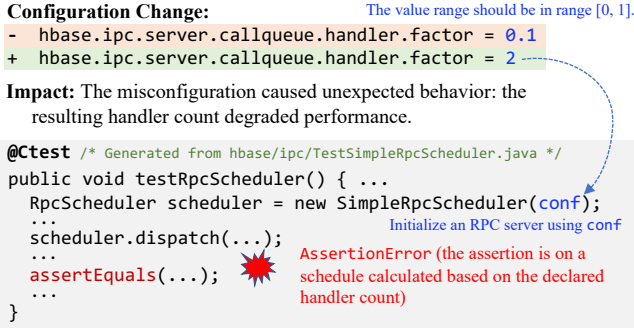 Configuration Change:
The value range should be in range [0, 1].
- hbase.ipc.server.callqueue.handler.factor = 0.1
+ hbase.ipc.server.callqueue.handler.factor = 2
Impact: The misconfiguration caused unexpected behavior: the
resulting handler count degraded performance.
@Ctest /* Generated from hbase/ipc/TestSimpleRpcScheduler.java */
public void testRpcScheduler() { ...
RpcScheduler scheduler = new SimpleRpcScheduler(conf);
...
Initialize an RPC server using conf
scheduler.dispatch(...);
...
assertEquals(...);
AssertionError (the assertion is on a
schedule calculated based on the declared
handler count)
...
}